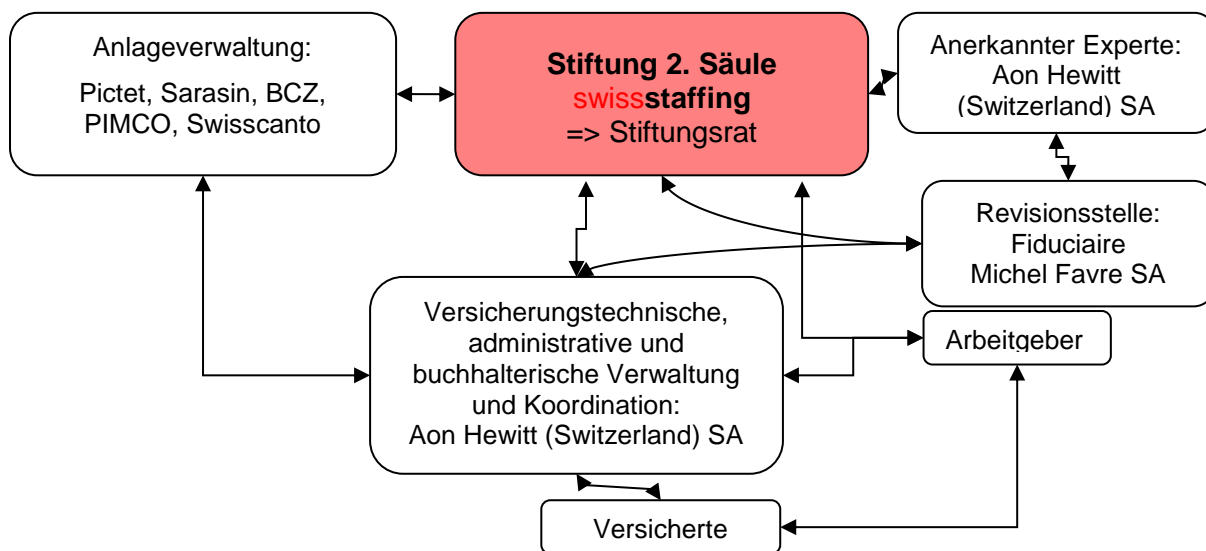 Anlageverwaltung:
Pictet, Sarasin, BCZ,
PIMCO, Swisscanto
Stiftung 2. Säule
swissstaffing
=> Stiftungsrat
Anerkannter Experte:
Aon Hewitt
(Switzerland) SA
Revisionsstelle:
Fiduciaire
Michel Favre SA
Versicherungstechnische,
administrative und
buchhalterische Verwaltung
und Koordination:
Aon Hewitt (Switzerland) SA
Arbeitgeber
Versicherte